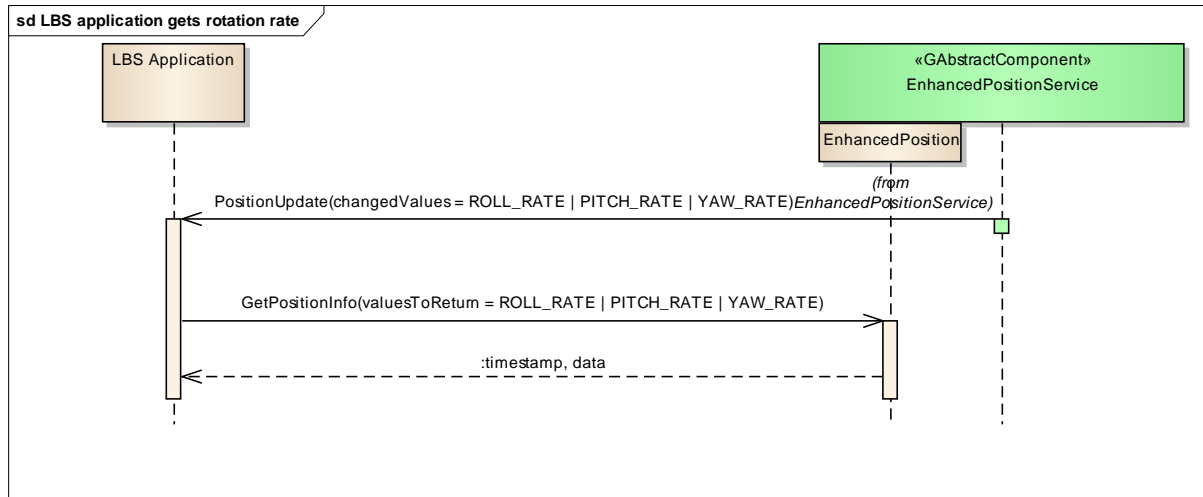 sd LBS application gets rotation rate
LBS Application
«GAbstractComponent»
EnhancedPositionService
EnhancedPosition
(from
EnhancedPositionService)
PositionUpdate(changedValues = ROLL_RATE | PITCH_RATE | YAW_RATE)
GetPositionInfo(valuesToReturn = ROLL_RATE | PITCH_RATE | YAW_RATE)
:timestamp, data